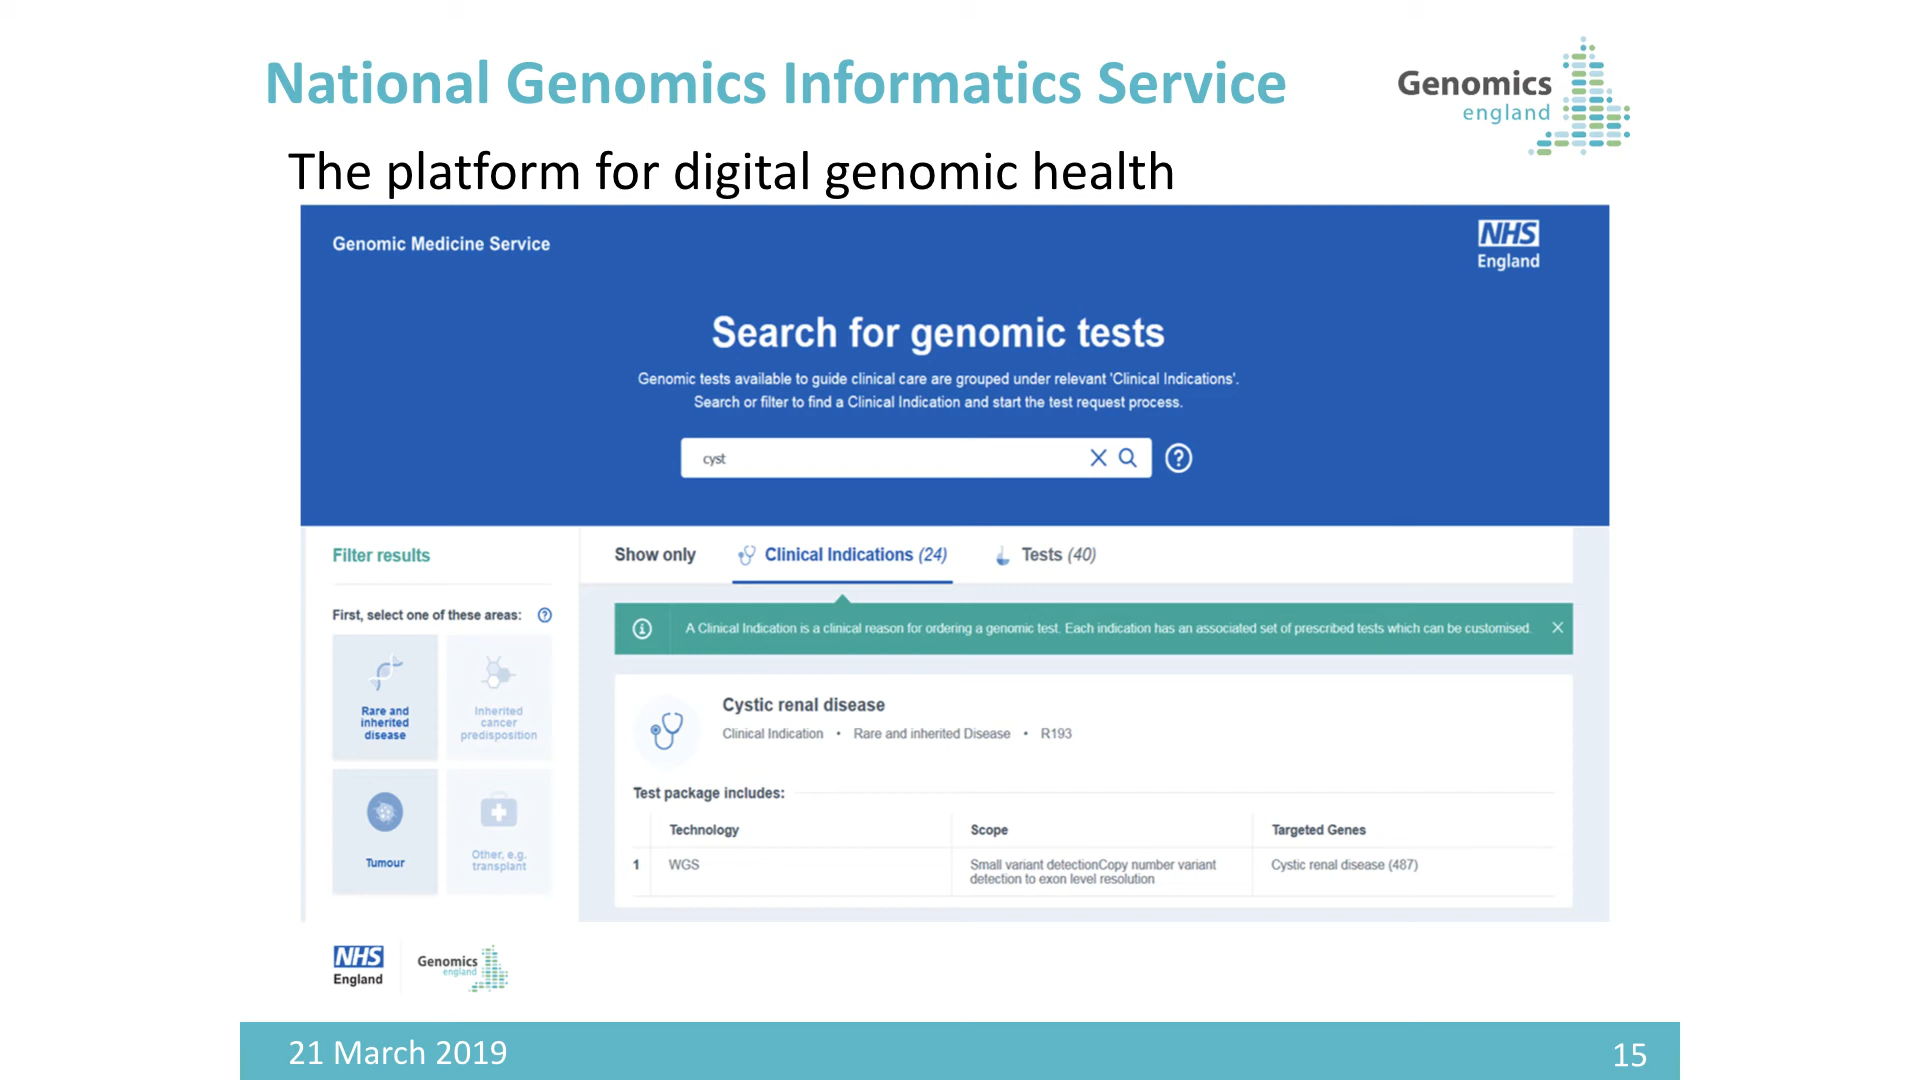 National Genomics Informatics Service
Genomics
england
The platform for digital genomic health
Genomic Medicine Service
NHS
England
Search for genomic tests
Genomic tests available to guide clinical care are grouped under relevant 'Clinical Indications'.
Search or filter to find a Clinical Indication and start the test request process.
cyst
?
Filter results
Show only
Clinical Indications (24)
Tests (40)
First, select one of these areas: ?
Rare and
inherited
disease
Inherited
cancer
predisposition
Tumour
Other, e.g.
transplant
A Clinical Indication is a clinical reason for ordering a genomic test. Each indication has an associated set of prescribed tests which can be customised.
Cystic renal disease
Clinical Indication • Rare and inherited Disease • R193
Test package includes:
Technology Scope Targeted Genes
1 WGS Small variant detectionCopy number variant Cystic renal disease (487)
detection to exon level resolution
NHS
England
Genomics
england
21 March 2019
15